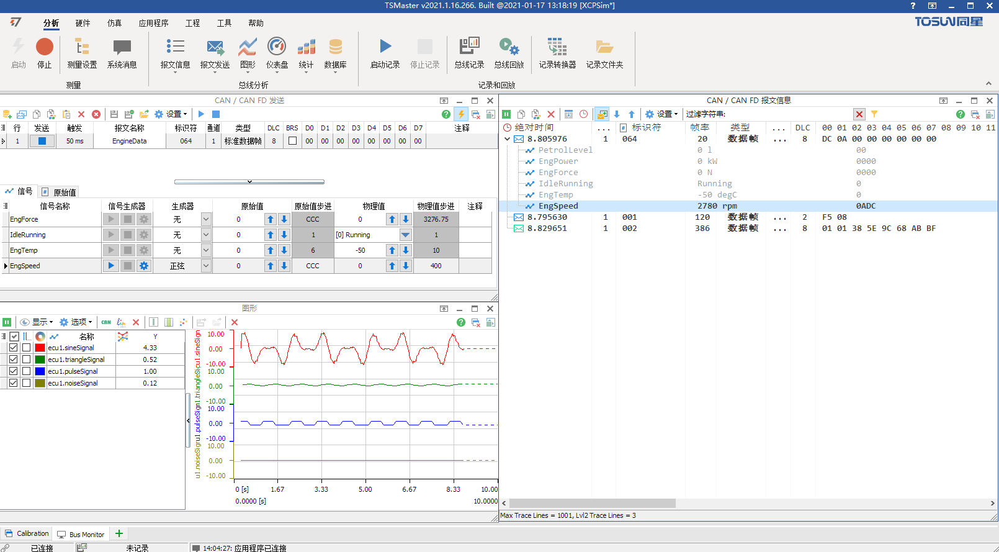 TSMaster v2021.1.16.266. Built @2021-01-17 13:18:19 [XCPSim*]
分析 硬件 仿真 应用程序 工程 工具 帮助
TOSUN同星
启动 停止 测量设置 系统消息 报文信息 报文发送 图形 仪表盘 统计 数据库 启动记录 停止记录 总线记录 总线回放 记录转换器 记录文件夹
测量 总线分析 记录和回放
CAN / CAN FD 发送
设置
行 发送 触发 报文名称 标识符 通道 类型 DLC BRS D0 D1 D2 D3 D4 D5 D6 D7 注释
1 50 ms EngineData 064 1 标准数据帧 8 00 00 00 00 00 00 00 00
信号 原始值
信号名称 信号生成器 生成器 原始值 原始值步进 物理值 物理值步进 注释
EngForce 无 0 CCC 0 3276.75
IdleRunning 无 0 1 [0] Running 1
EngTemp 无 0 6 -50 10
EngSpeed 正弦 0 CCC 0 400
图形
显示 选项 CAN
名称 Y
ecu1.sineSignal 4.33
ecu1.triangleSignal 0.52
ecu1.pulseSignal 1.00
ecu1.noiseSignal 0.12
u1.noiseSigru1.pulseSign1.triangleSicu1.sineSign
10.00
0.00
-10.00
10.00
0.00
-10.00
10.00
0.00
-10.00
10.00
0.00
-10.00
0 [s] 1.67 3.33 5.00 6.67 8.33 10.00
0.0000 [s] 10.0000
CAN / CAN FD 报文信息
设置 过滤字符串:
绝对时间 ... 标识符 帧率 类型 ... DLC 00 01 02 03 04 05 06 07 08 09 10 11
8.805976 1 064 20 数据帧 ... 8 DC 0A 00 00 00 00 00 00
PetrolLevel 0 l 00
EngPower 0 kW 0000
EngForce 0 N 0000
IdleRunning Running 0
EngTemp -50 degC 0
EngSpeed 2780 rpm 0ADC
8.795630 1 001 120 数据帧 ... 2 F5 08
8.829651 1 002 386 数据帧 ... 8 01 01 38 5E 9C 68 AB BF
Max Trace Lines = 1001, Lvl2 Trace Lines = 3
Calibration Bus Monitor
已连接 未记录 14:04:27: 应用程序已连接